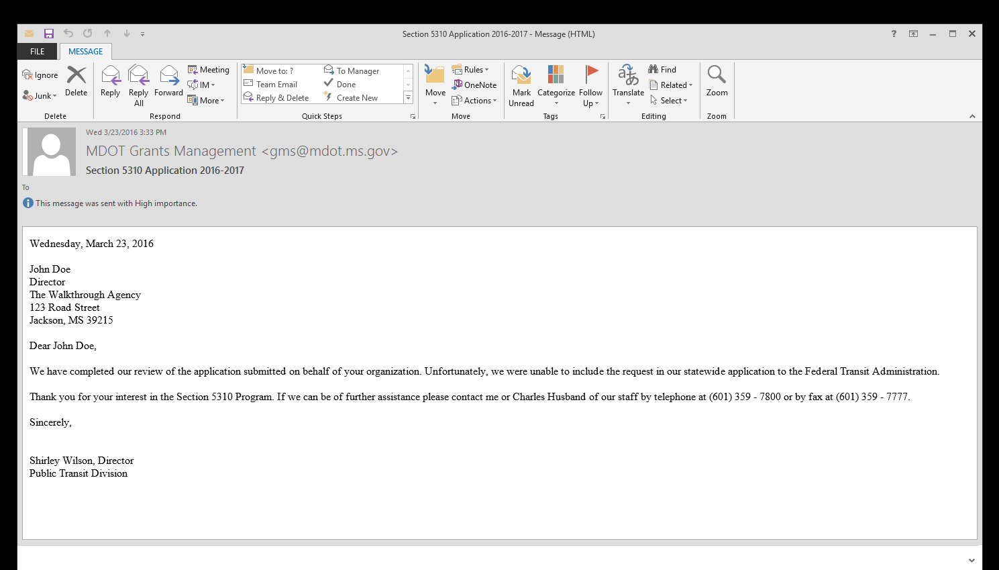 Section 5310 Application 2016-2017 - Message (HTML)
?
FILE
MESSAGE
Ignore
Junk
Delete
Delete
Reply
Reply All
Forward
Meeting
IM
More
Respond
Move to: ?
Team Email
Reply & Delete
To Manager
Done
Create New
Quick Steps
Move
Rules
OneNote
Actions
Move
Mark Unread
Categorize
Follow Up
Tags
Translate
Find
Related
Select
Editing
Zoom
Zoom
Wed 3/23/2016 3:33 PM
MDOT Grants Management <gms@mdot.ms.gov>
Section 5310 Application 2016-2017
To
This message was sent with High importance.
Wednesday, March 23, 2016
John Doe
Director
The Walkthrough Agency
123 Road Street
Jackson, MS 39215
Dear John Doe,
We have completed our review of the application submitted on behalf of your organization. Unfortunately, we were unable to include the request in our statewide application to the Federal Transit Administration.
Thank you for your interest in the Section 5310 Program. If we can be of further assistance please contact me or Charles Husband of our staff by telephone at (601) 359 - 7800 or by fax at (601) 359 - 7777.
Sincerely,
Shirley Wilson, Director
Public Transit Division